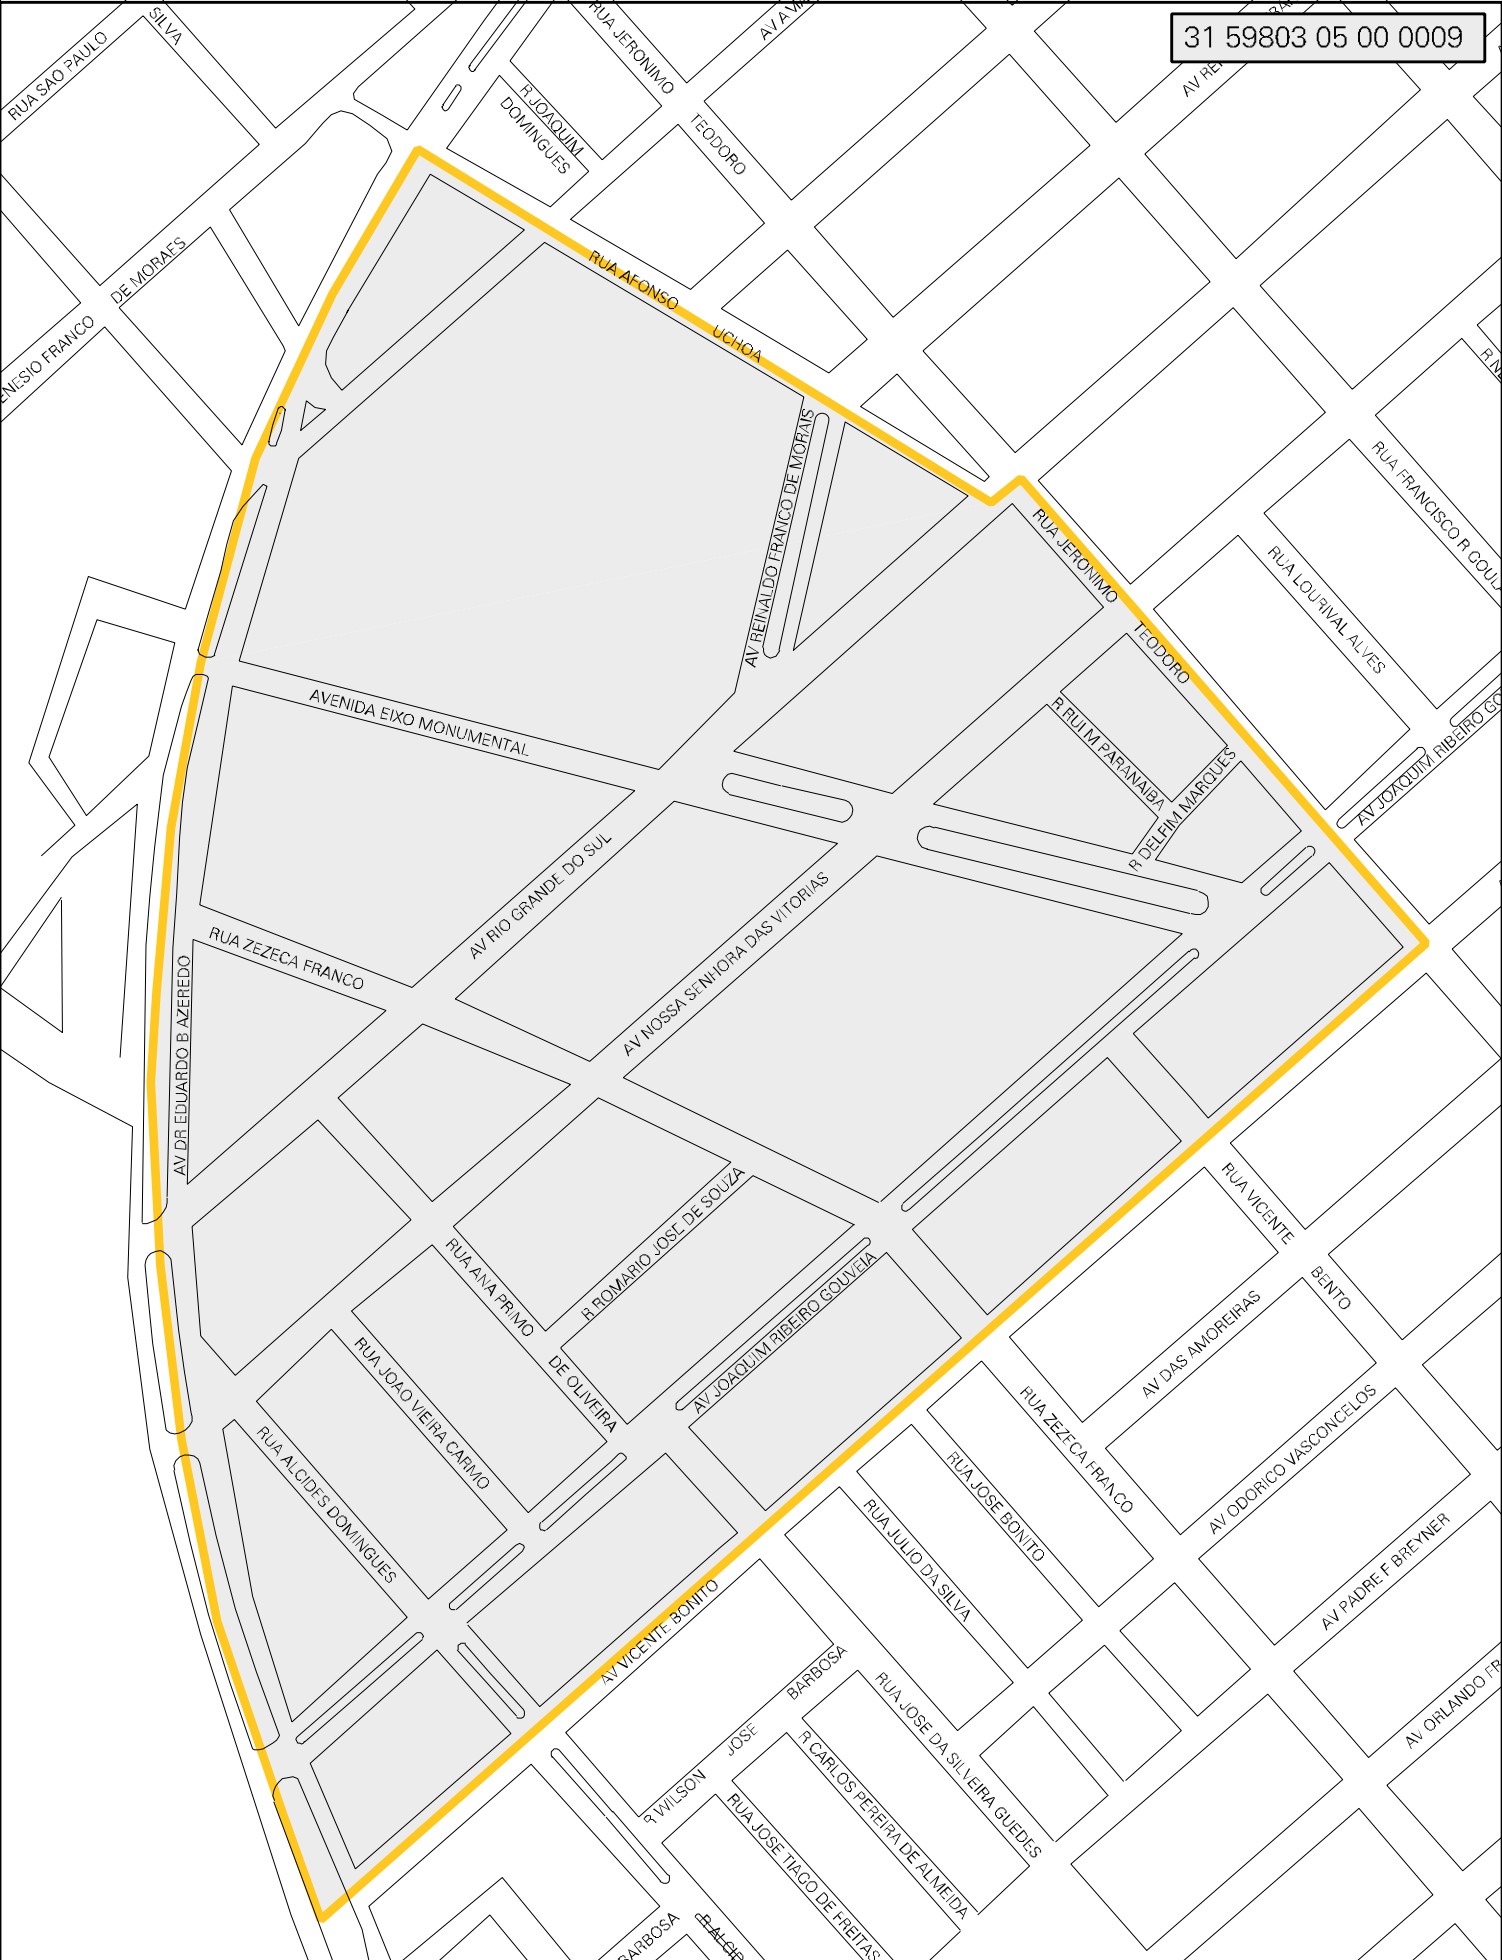 31 59803 05 00 0009
SILVA
RUA SAO PAULO
RUA JERONIMO
TEODORO
R JOAQUIM
DOMINGUES
DE MORAES
RUA AFONSO
UCHOA
AV REINALDO FRANCO DE MORAIS
RUA JERONIMO
TEODORO
RUA LOURIVAL ALVES
AVENIDA EIXO MONUMENTAL
R RUI M PARANAIBA
R DELFIM MARQUES
AV RIO GRANDE DO SUL
AV NOSSA SENHORA DAS VITORIAS
RUA ZEZECA FRANCO
AV DR EDUARDO B AZEREDO
R ROMARIO JOSE DE SOUZA
RUA ANA PRIMO
DE OLIVEIRA
AV JOAQUIM RIBEIRO GOUVEIA
RUA JOAO VIEIRA CARMO
RUA ALCIDES DOMINGUES
RUA VICENTE
BENTO
AV DAS AMOREIRAS
RUA ZEZECA FRANCO
AV ODORICO VASCONCELOS
RUA JOSE BONITO
RUA JULIO DA SILVA
AV PADRE F BREYNER
AV VICENTE BONITO
R WILSON
JOSE
BARBOSA
RUA JOSE DA SILVEIRA GUEDES
R CARLOS PEREIRA DE ALMEIDA
RUA JOSE TIAGO DE FREITAS
BARBOSA
AV JOAQUIM RIBEIRO GO
RUA FRANCISCO R GOUL
ENESIO FRANCO
AV ORLANDO FR